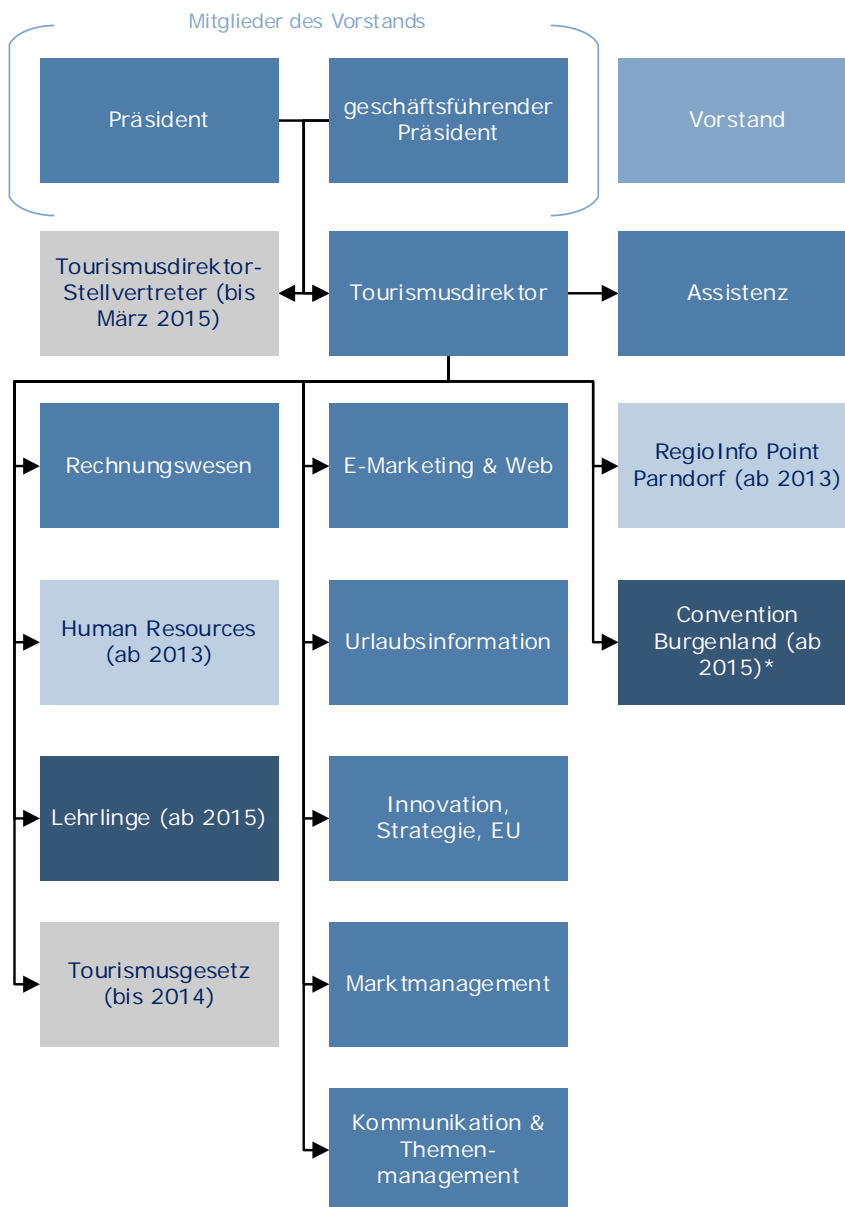 Mitglieder des Vorstands
Präsident
geschäftsführender
Präsident
Vorstand
Tourismusdirektor-
Stellvertreter (bis
März 2015)
Tourismusdirektor
Assistenz
Rechnungswesen
E-Marketing & Web
RegioInfo Point
Parndorf (ab 2013)
Human Resources
(ab 2013)
Urlaubsinformation
Convention
Burgenland (ab
2015)*
Lehrlinge (ab 2015)
Innovation,
Strategie, EU
Tourismusgesetz
(bis 2014)
Marktmanagement
Kommunikation &
Themen-
management